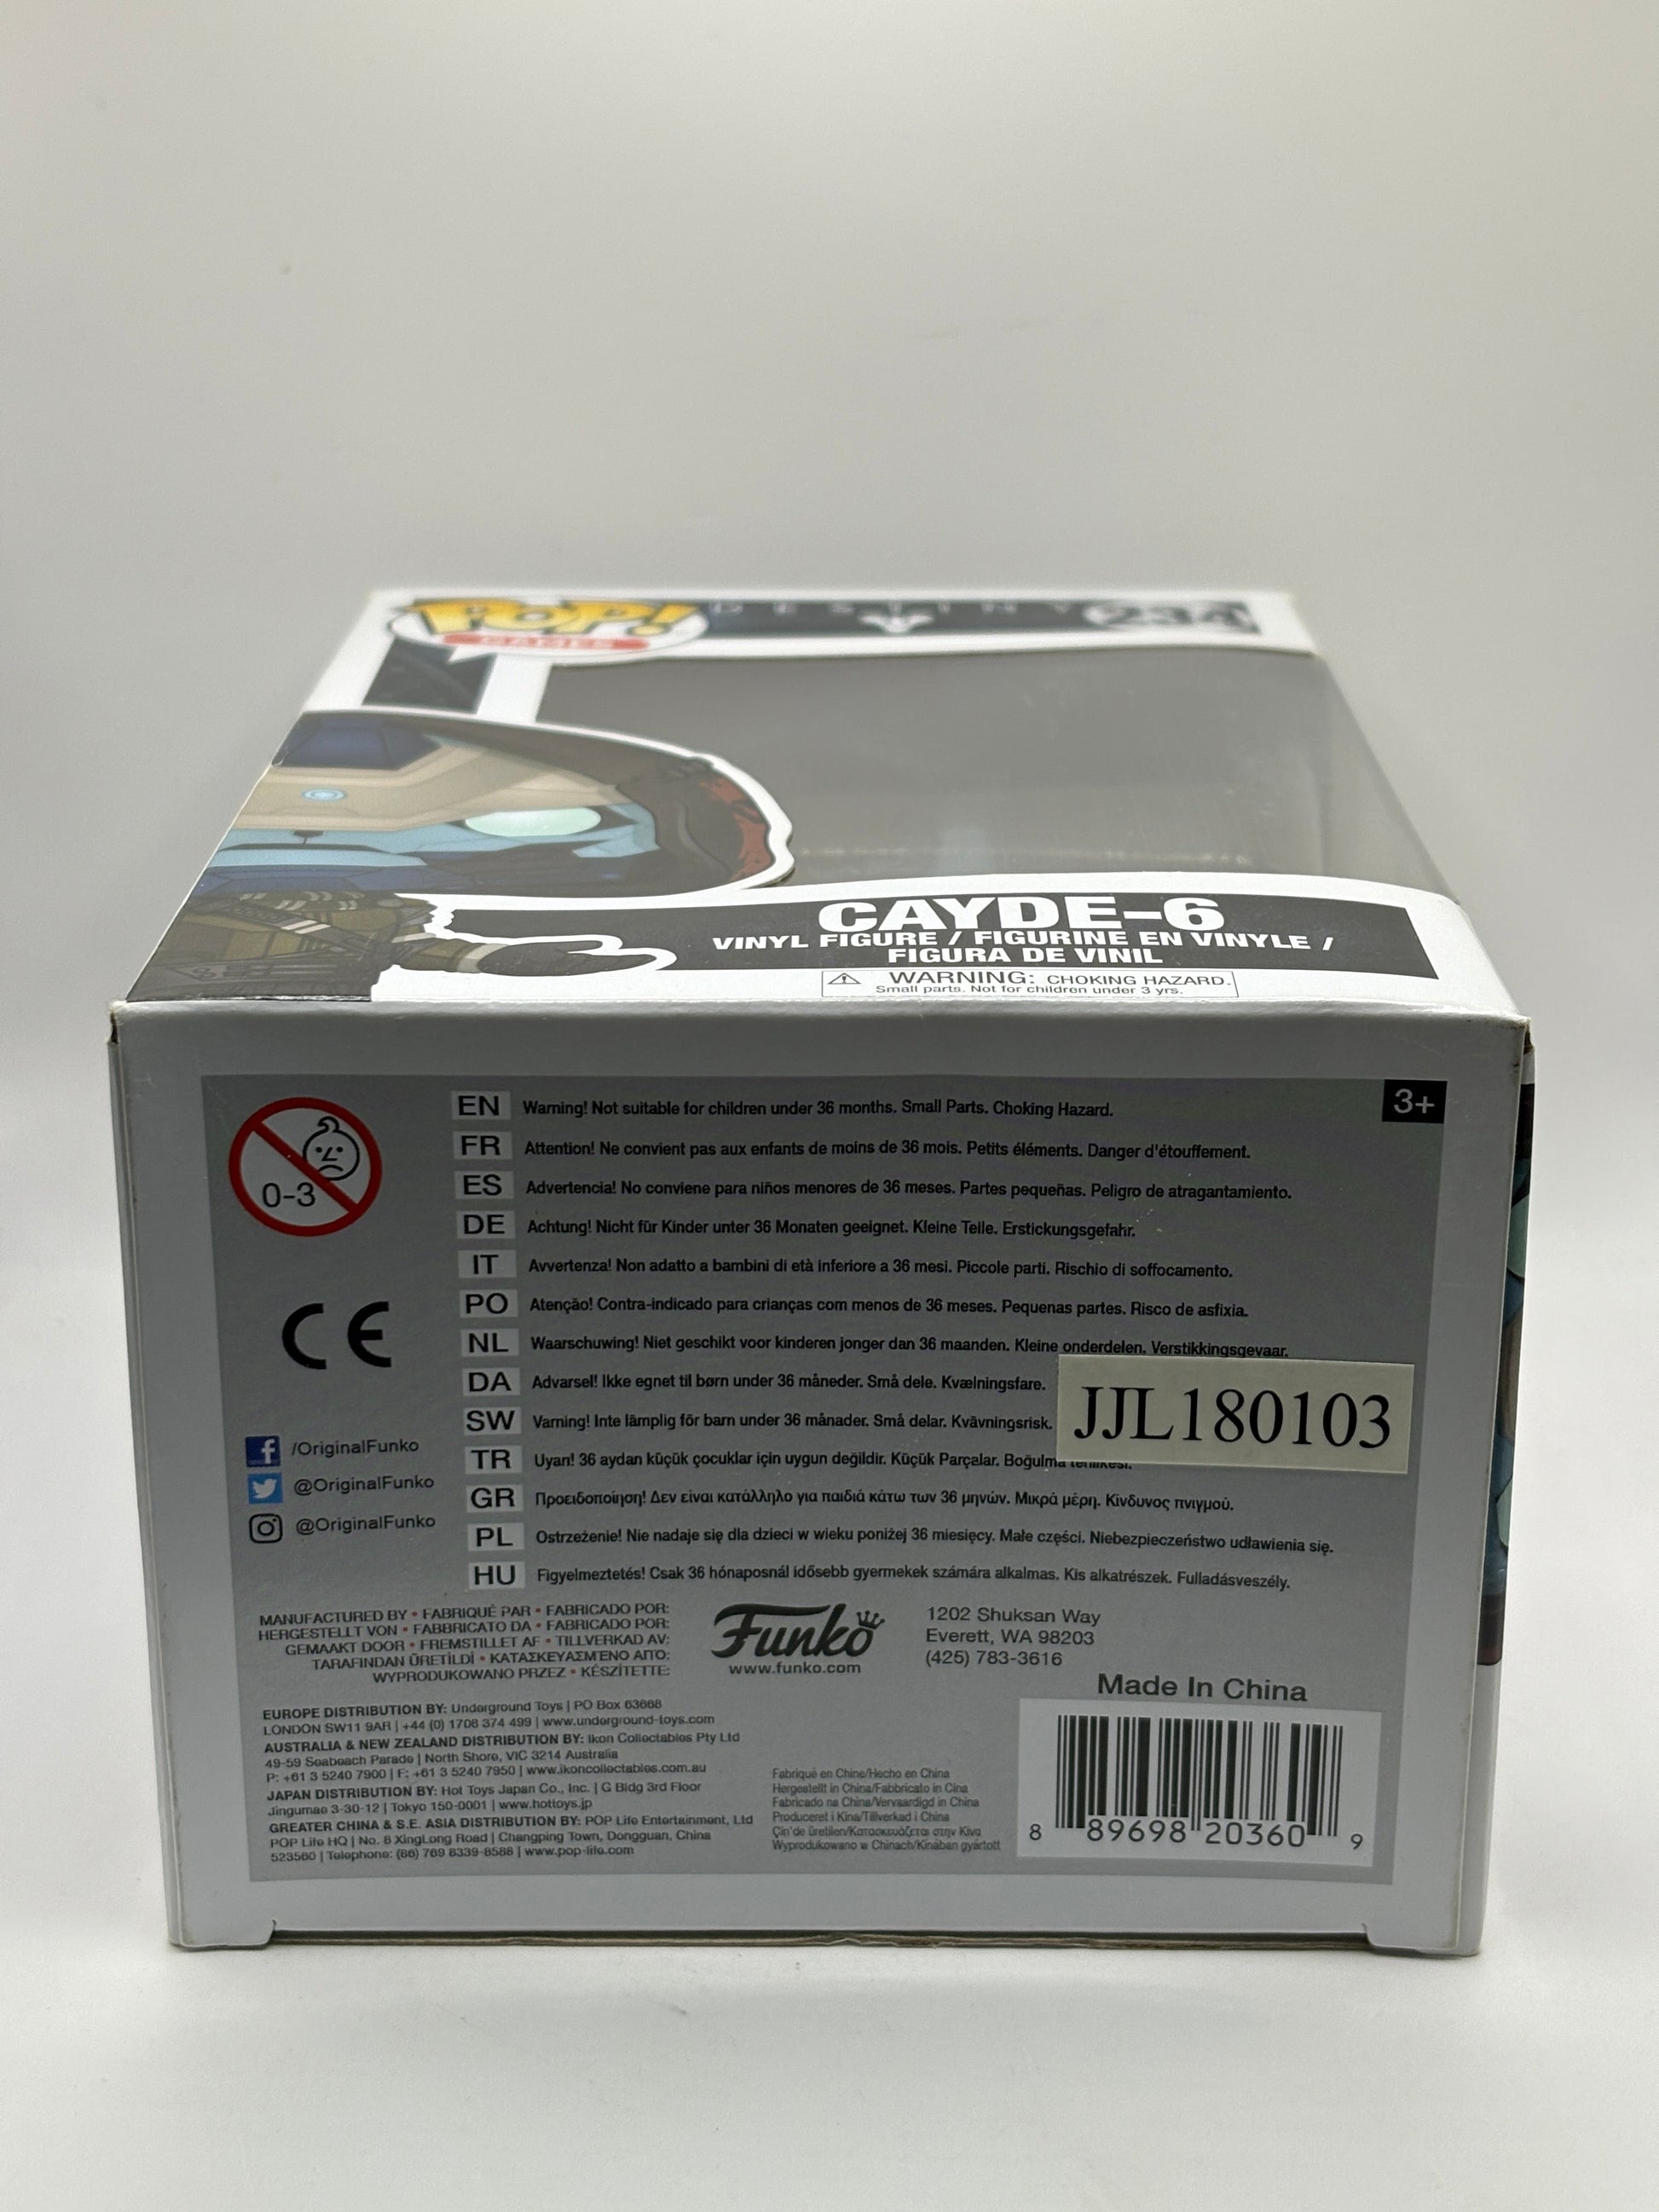 POP!
GAMES
DESTINY
234
CAYDE-6
VINYL FIGURE / FIGURINE EN VINYLE /
FIGURA DE VINIL
WARNING: CHOKING HAZARD.
Small parts. Not for children under 3 yrs.
3+
0-3
EN Warning! Not suitable for children under 36 months. Small Parts. Choking Hazard.
FR Attention! Ne convient pas aux enfants de moins de 36 mois. Petits éléments. Danger d'étouffement.
ES Advertencia! No conviene para niños menores de 36 meses. Partes pequeñas. Peligro de atragantamiento.
DE Achtung! Nicht für Kinder unter 36 Monaten geeignet. Kleine Teile. Erstickungsgefahr.
IT Avvertenza! Non adatto a bambini di età inferiore a 36 mesi. Piccole parti. Rischio di soffocamento.
PO Atenção! Contra-indicado para crianças com menos de 36 meses. Pequenas partes. Risco de asfixia.
NL Waarschuwing! Niet geschikt voor kinderen jonger dan 36 maanden. Kleine onderdelen. Verstikkingsgevaar.
DA Advarsel! Ikke egnet til børn under 36 måneder. Små dele. Kvælningsfare.
SW Varning! Inte lämplig för barn under 36 månader. Små delar. Kvävningsrisk.
TR Uyan! 36 aydan küçük çocuklar için uygun değildir. Küçük Parçalar. Boğulma
GR Προειδοποίηση! Δεν είναι κατάλληλο για παιδιά κάτω των 36 μηνών. Μικρά μέρη. Κίνδυνος πνιγμού.
PL Ostrzeżenie! Nie nadaje się dla dzieci w wieku poniżej 36 miesięcy. Małe części. Niebezpieczeństwo udławienia się.
HU Figyelmeztetés! Csak 36 hónaposnál idősebb gyermekek számára alkalmas. Kis alkatrészek. Fulladásveszély.
JJL180103
CE
/OriginalFunko
@OriginalFunko
@OriginalFunko
MANUFACTURED BY • FABRIQUÉ PAR • FABRICADO POR:
HERGESTELLT VON • FABBRICATO DA • FABRICADO POR:
GEMAAKT DOOR • FREMSTILLET AF • TILLVERKAD AV:
TARAFINDAN ÜRETİLDİ • ΚΑΤΑΣΚΕΥΑΣΜΈΝΟ ΑΠΌ:
WYPRODUKOWANO PRZEZ • KÉSZÍTETTE:
Funko
www.funko.com
1202 Shuksan Way
Everett, WA 98203
(425) 783-3616
EUROPE DISTRIBUTION BY: Underground Toys | PO Box 63668
LONDON SW11 9AR | +44 (0) 1708 374 499 | www.underground-toys.com
AUSTRALIA & NEW ZEALAND DISTRIBUTION BY: Ikon Collectables Pty Ltd
49-59 Seabeach Parade | North Shore, VIC 3214 Australia
P: +61 3 5240 7900 | F: +61 3 5240 7950 | www.ikoncollectables.com.au
JAPAN DISTRIBUTION BY: Hot Toys Japan Co., Inc. | G Bldg 3rd Floor
Jingumae 3-30-12 | Tokyo 150-0001 | www.hottoys.jp
GREATER CHINA & S.E. ASIA DISTRIBUTION BY: POP Life Entertainment, Ltd
POP Life HQ | No. 8 XingLong Road | Changping Town, Dongguan, China
523560 | Telephone: (86) 769 8339-8588 | www.pop-life.com
Fabriqué en Chine/Hecho en China
Hergestellt in China/Fabbricato in Cina
Fabricado na China/Vervaardigd in China
Produceret i Kina/Tillverkad i China
Çin'de üretilen/Κατασκευάζεται στην Κίνα
Wyprodukowano w Chinach/Kínában gyártott
Made In China
8 89698 20360 9